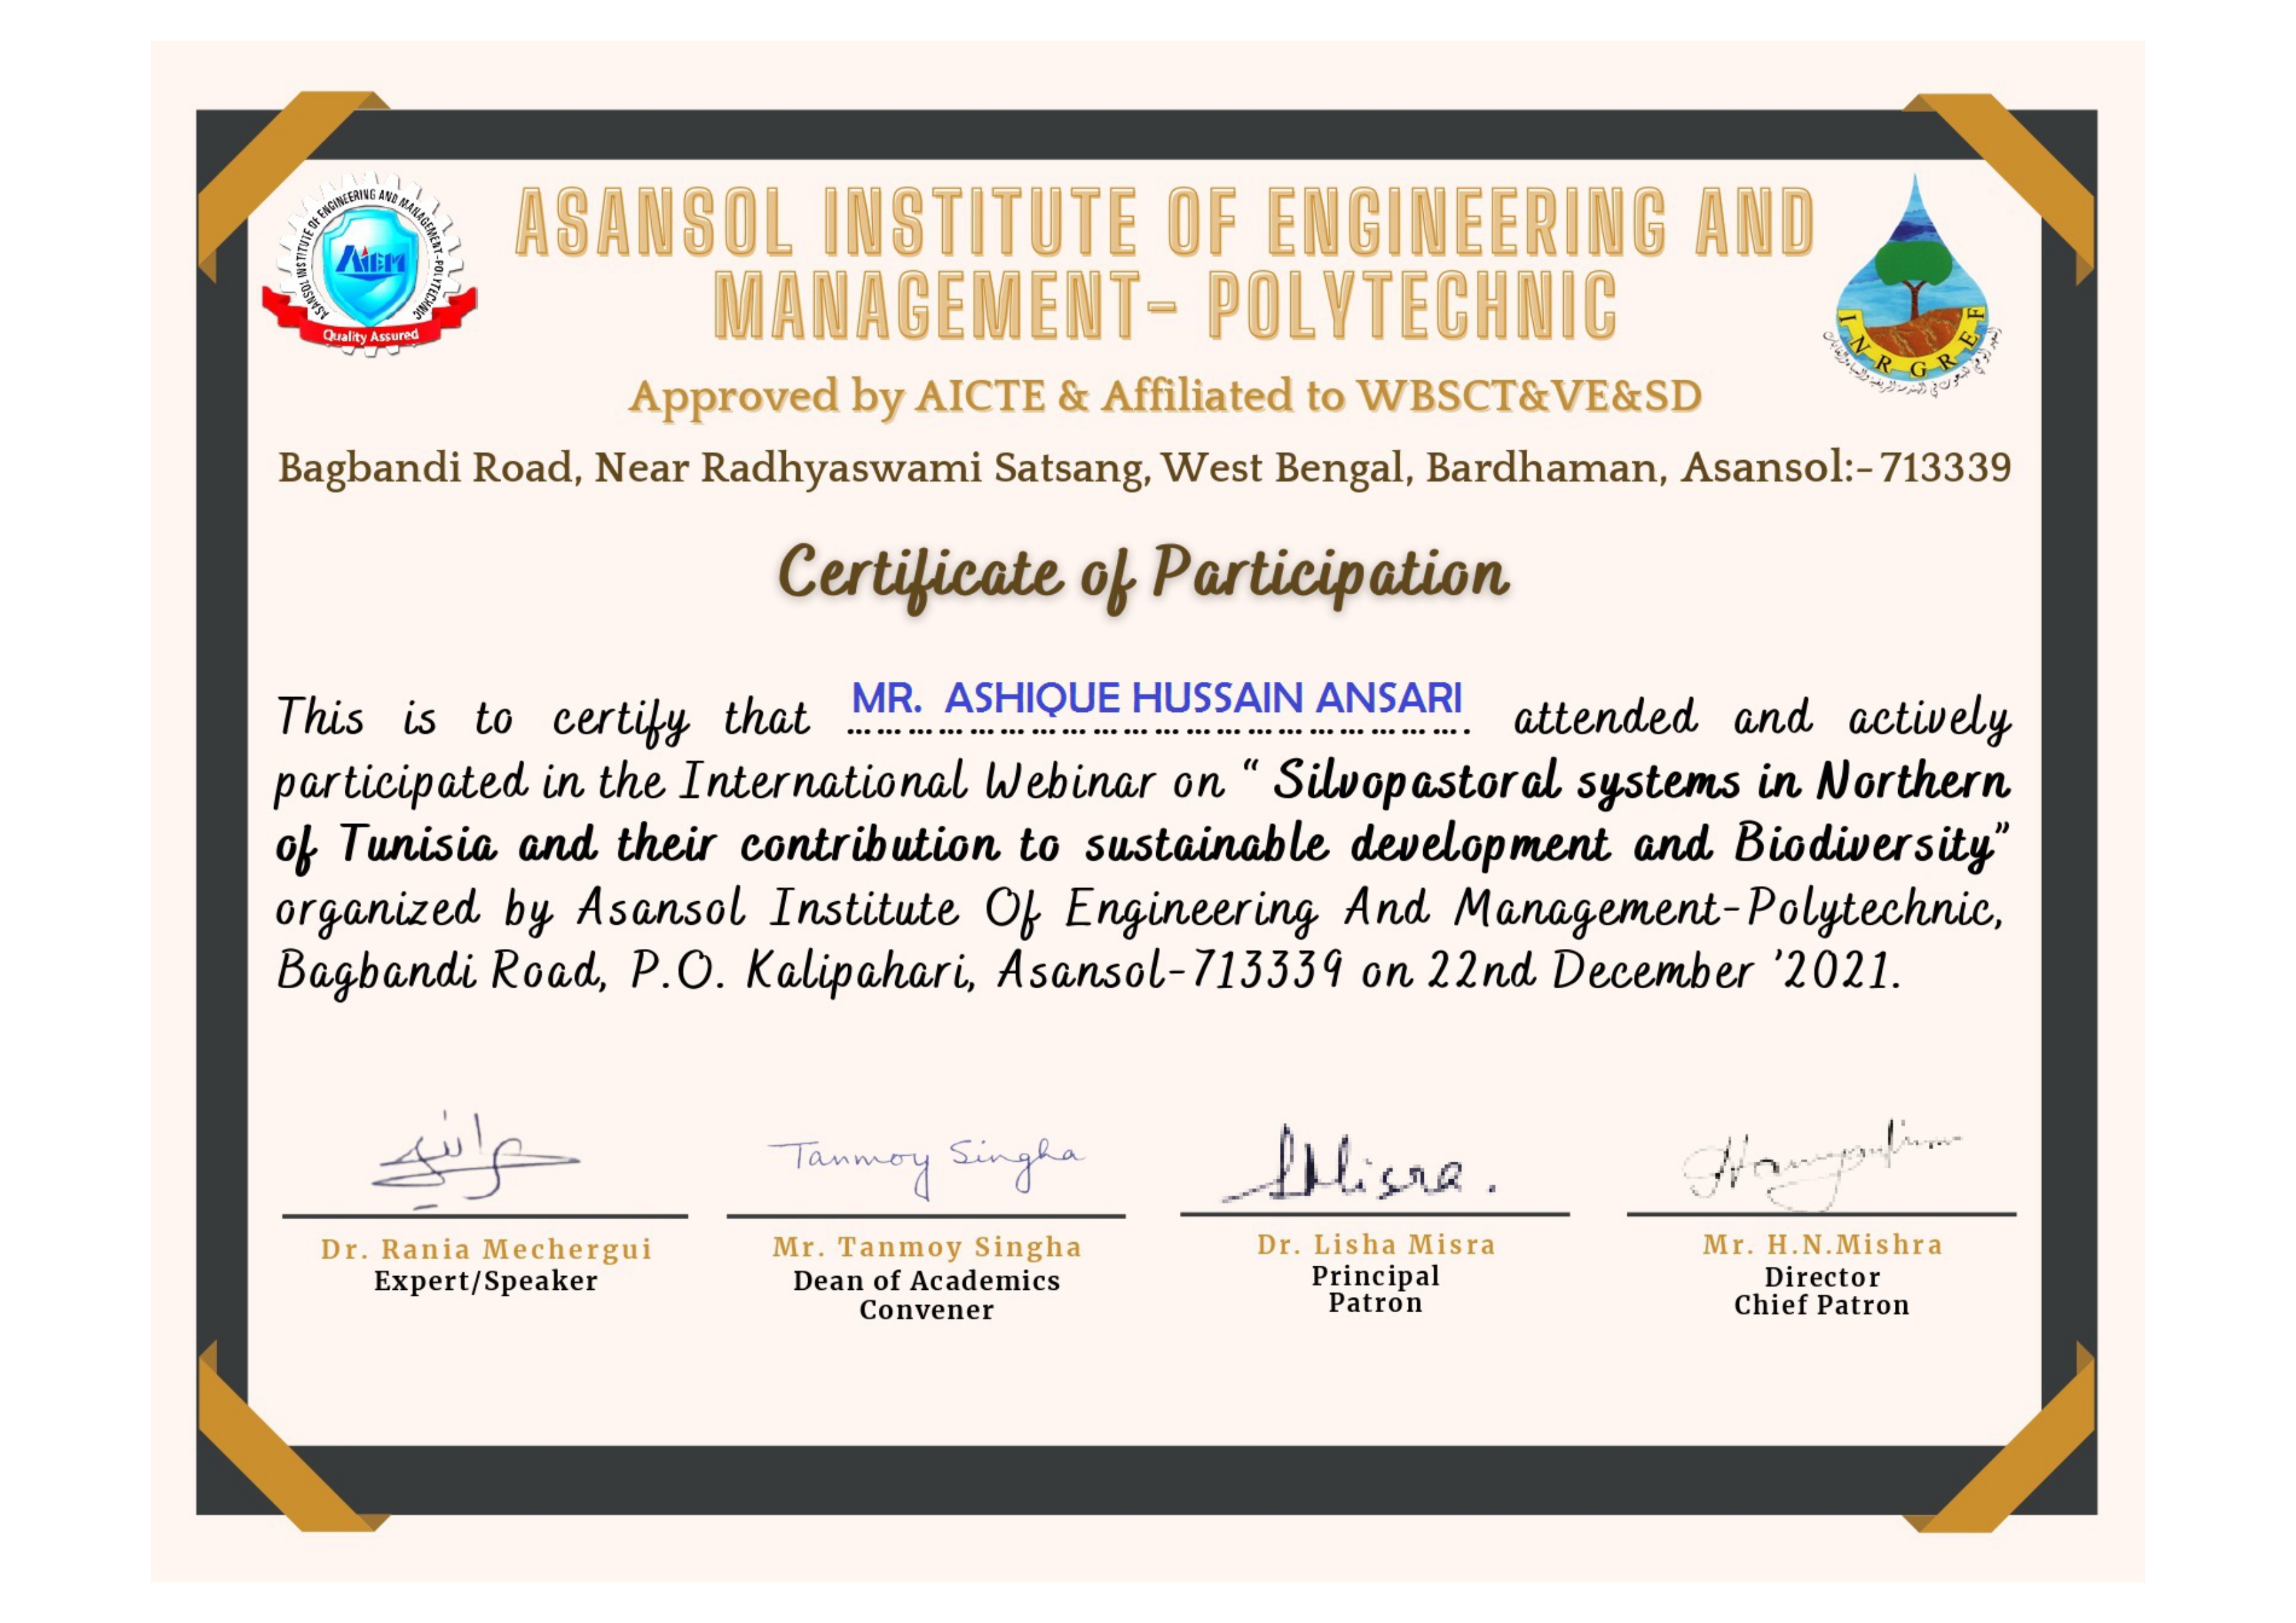 ASANSOL INSTITUTE OF ENGINEERING AND MANAGEMENT-POLYTECHNIC
AIEM
Quality Assured
ASANSOL INSTITUTE OF ENGINEERING AND
MANAGEMENT- POLYTECHNIC
INRGREF
Approved by AICTE & Affiliated to WBSCT&VE&SD
Bagbandi Road, Near Radhyaswami Satsang, West Bengal, Bardhaman, Asansol:- 713339
Certificate of Participation
This is to certify that MR. ASHIQUE HUSSAIN ANSARI attended and actively
participated in the International Webinar on “ Silvopastoral systems in Northern
of Tunisia and their contribution to sustainable development and Biodiversity”
organized by Asansol Institute Of Engineering And Management-Polytechnic,
Bagbandi Road, P.O. Kalipahari, Asansol-713339 on 22nd December '2021.
Tanmoy Singha
Dr. Rania Mechergui
Expert/Speaker
Mr. Tanmoy Singha
Dean of Academics
Convener
Dr. Lisha Misra
Principal
Patron
Mr. H.N.Mishra
Director
Chief Patron